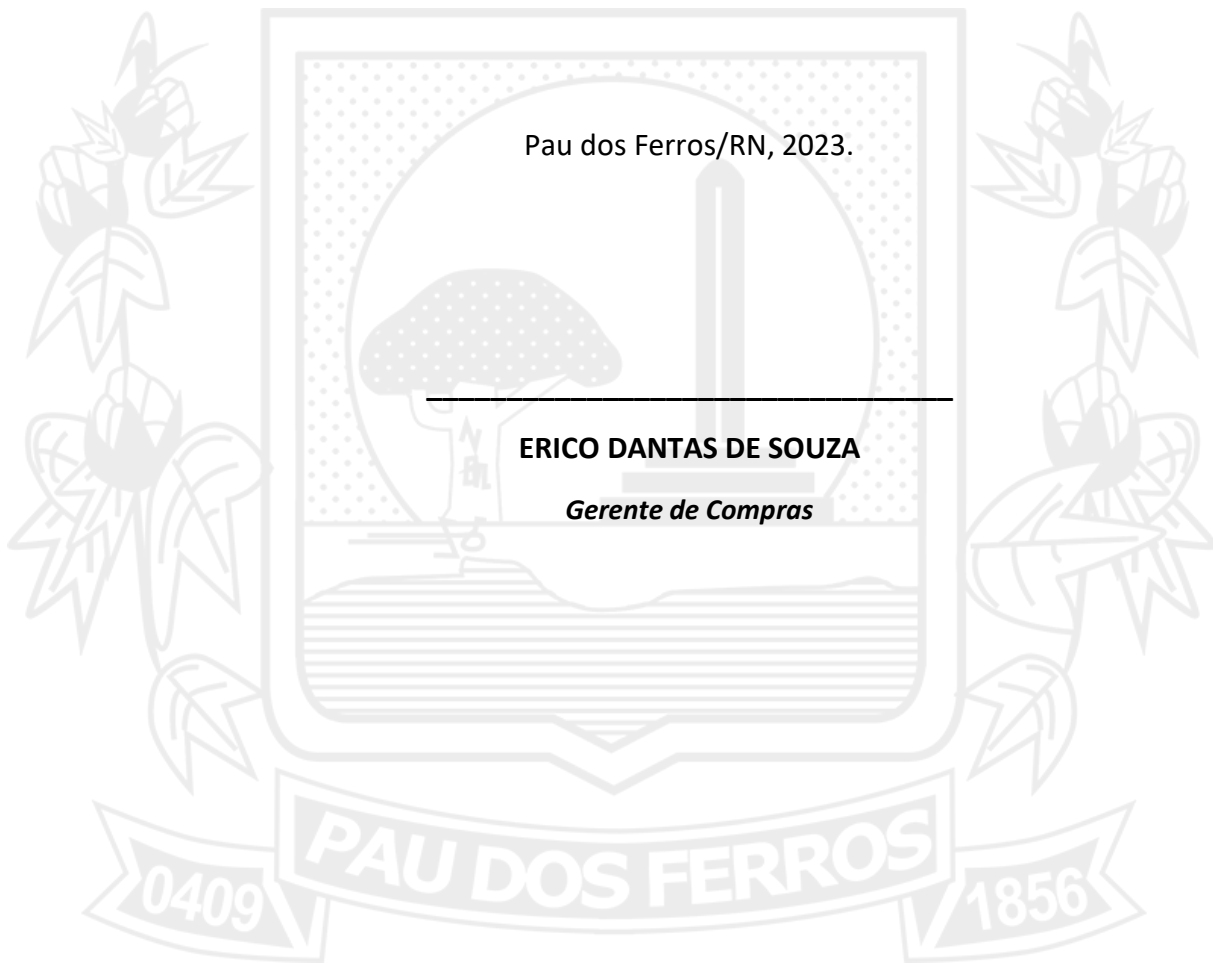 Pau dos Ferros/RN, 2023.
ERICO DANTAS DE SOUZA
Gerente de Compras
PAU DOS FERROS
0409
1856